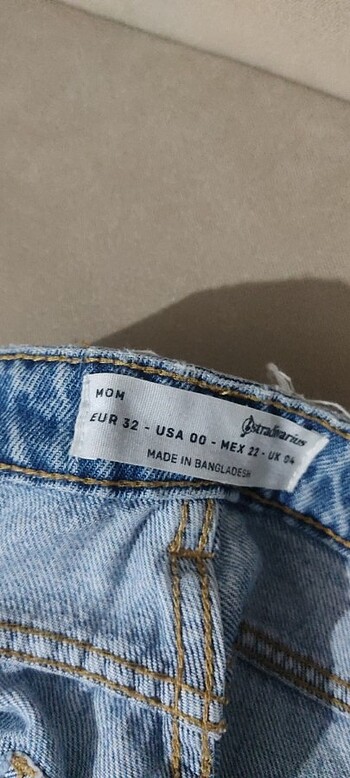 MOM
Stradivarius
EUR 32 - USA 00 - MEX 22 - UK 04
MADE IN BANGLADESH